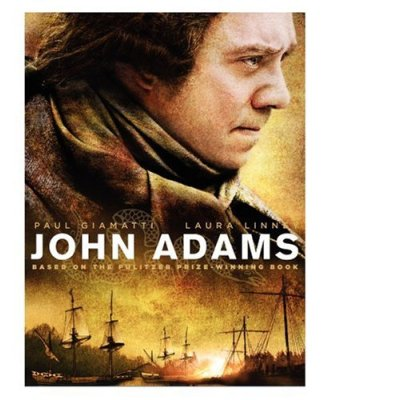 PAUL GIAMATTI LAURA LINNEY
JOHN ADAMS
BASED ON THE PULITZER PRIZE-WINNING BOOK